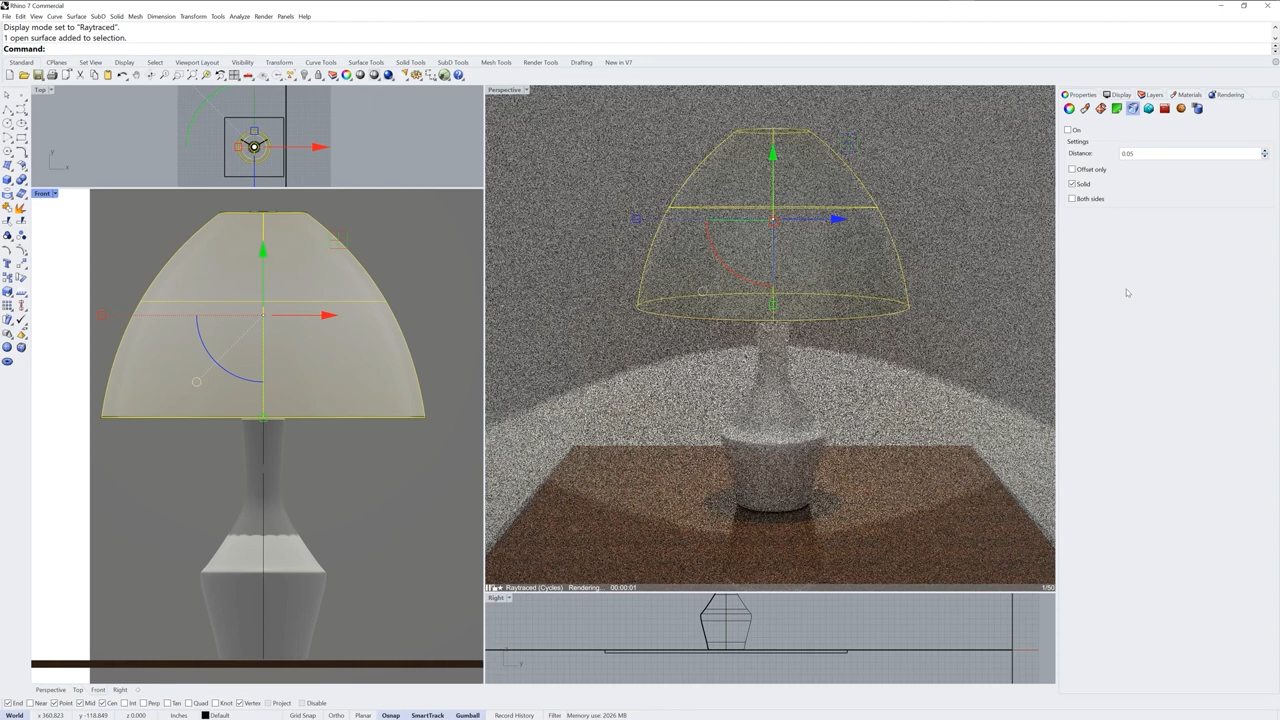 Rhino 7 Commercial
File Edit View Curve Surface SubD Solid Mesh Dimension Transform Tools Analyze Render Panels Help
Display mode set to "Raytraced".
1 open surface added to selection.
Command:
Standard CPlanes Set View Display Select Viewport Layout Visibility Transform Curve Tools Surface Tools Solid Tools SubD Tools Mesh Tools Render Tools Drafting New in V7
Top
Perspective
Properties Display Layers Materials Rendering
On
Settings
Distance: 0.05
Offset only
Solid
Both sides
y
x
Front
Raytraced (Cycles) Rendering... 00:00:01 1/50
Right
y
Perspective Top Front Right
End Near Point Mid Cen Int Perp Tan Quad Knot Vertex Project Disable
World x 360.823 y -118.849 z 0.000 Inches Default Grid Snap Ortho Planar Osnap SmartTrack Gumball Record History Filter Memory use: 2026 MB